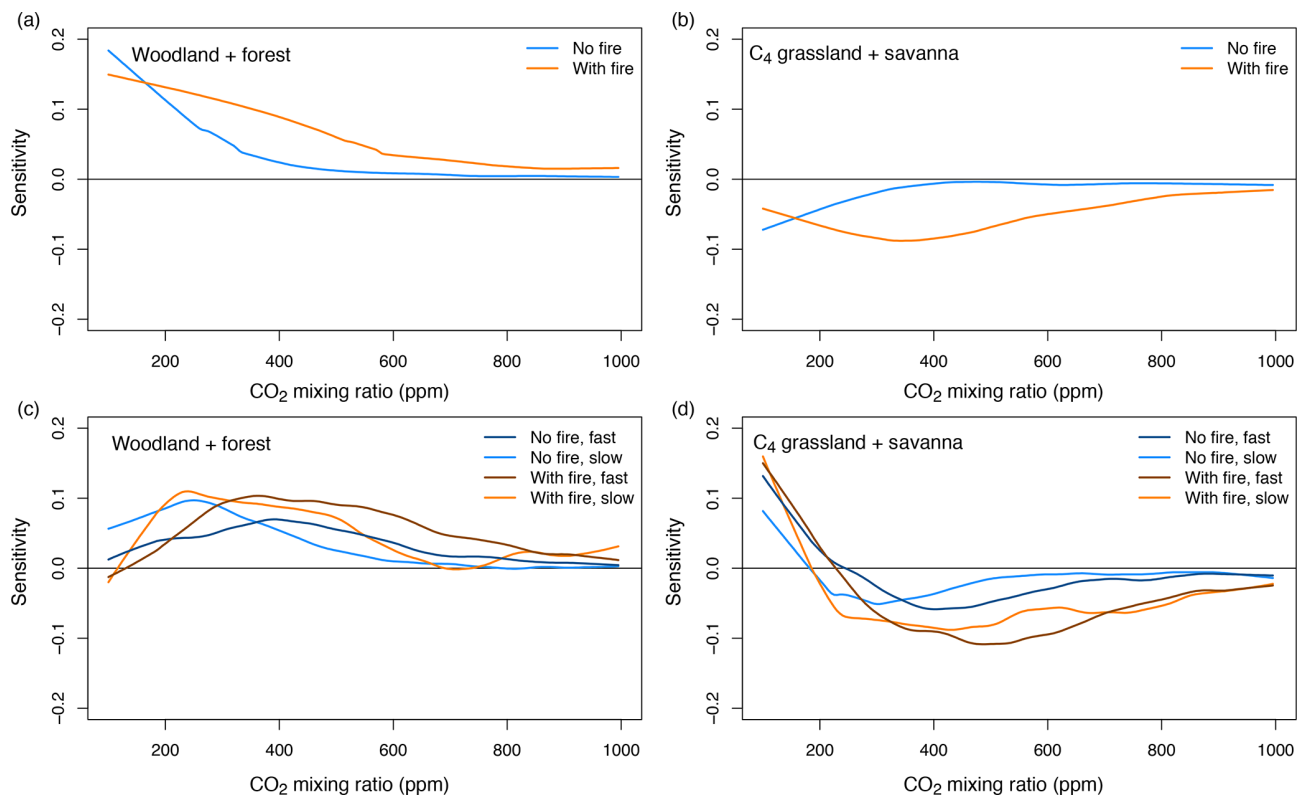 (a)
Woodland + forest
No fire
With fire
Sensitivity
0.2
0.1
0.0
−0.1
−0.2
200 400 600 800 1000
CO₂ mixing ratio (ppm)
(b)
C₄ grassland + savanna
No fire
With fire
Sensitivity
0.2
0.1
0.0
−0.1
−0.2
200 400 600 800 1000
CO₂ mixing ratio (ppm)
(c)
Woodland + forest
No fire, fast
No fire, slow
With fire, fast
With fire, slow
Sensitivity
0.2
0.1
0.0
−0.1
−0.2
200 400 600 800 1000
CO₂ mixing ratio (ppm)
(d)
C₄ grassland + savanna
No fire, fast
No fire, slow
With fire, fast
With fire, slow
Sensitivity
0.2
0.1
0.0
−0.1
−0.2
200 400 600 800 1000
CO₂ mixing ratio (ppm)